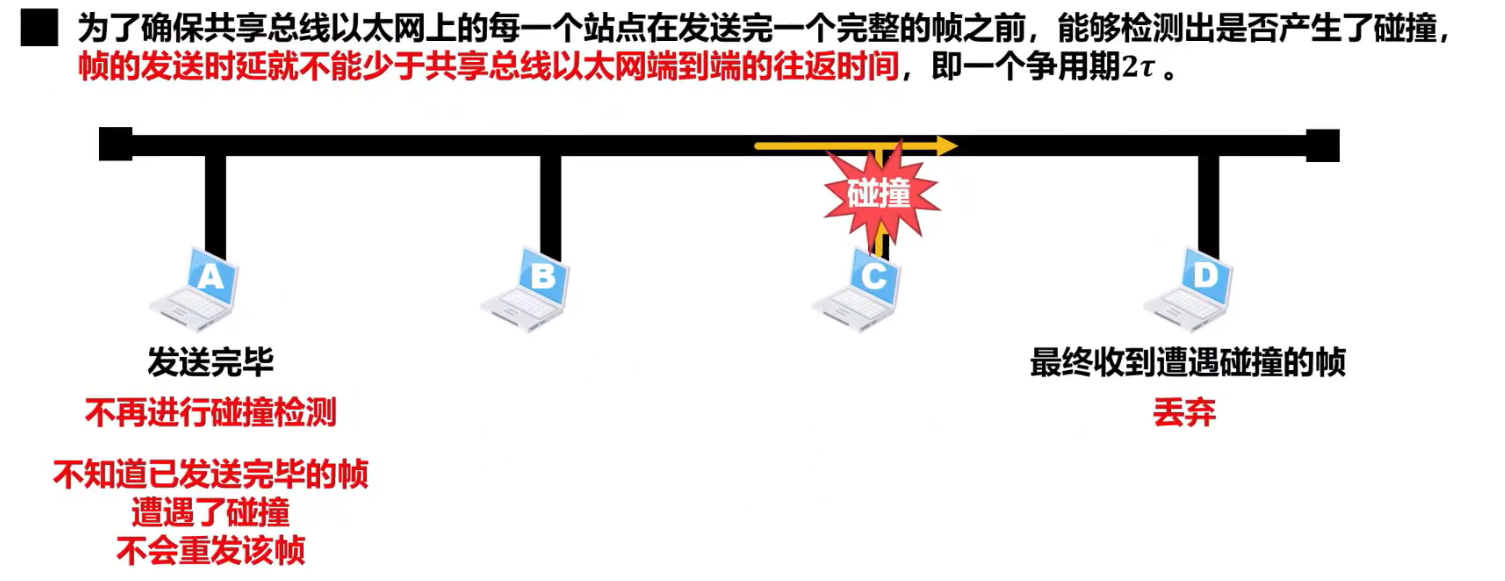 为了确保共享总线以太网上的每一个站点在发送完一个完整的帧之前，能够检测出是否产生了碰撞，
帧的发送时延就不能少于共享总线以太网端到端的往返时间，即一个争用期2τ。
碰撞
A
B
C
D
发送完毕
不再进行碰撞检测
不知道已发送完毕的帧
遭遇了碰撞
不会重发该帧
最终收到遭遇碰撞的帧
丢弃